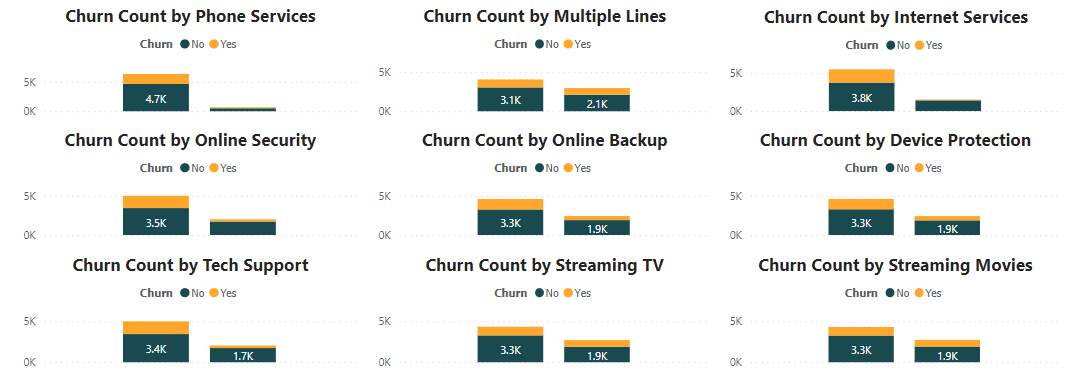 Churn Count by Phone Services
Churn No Yes
5K
4.7K
0K
Churn Count by Multiple Lines
Churn No Yes
5K
3.1K 2.1K
0K
Churn Count by Internet Services
Churn No Yes
5K
3.8K
0K
Churn Count by Online Security
Churn No Yes
5K
3.5K
0K
Churn Count by Online Backup
Churn No Yes
5K
3.3K 1.9K
0K
Churn Count by Device Protection
Churn No Yes
5K
3.3K 1.9K
0K
Churn Count by Tech Support
Churn No Yes
5K
3.4K 1.7K
0K
Churn Count by Streaming TV
Churn No Yes
5K
3.3K 1.9K
0K
Churn Count by Streaming Movies
Churn No Yes
5K
3.3K 1.9K
0K